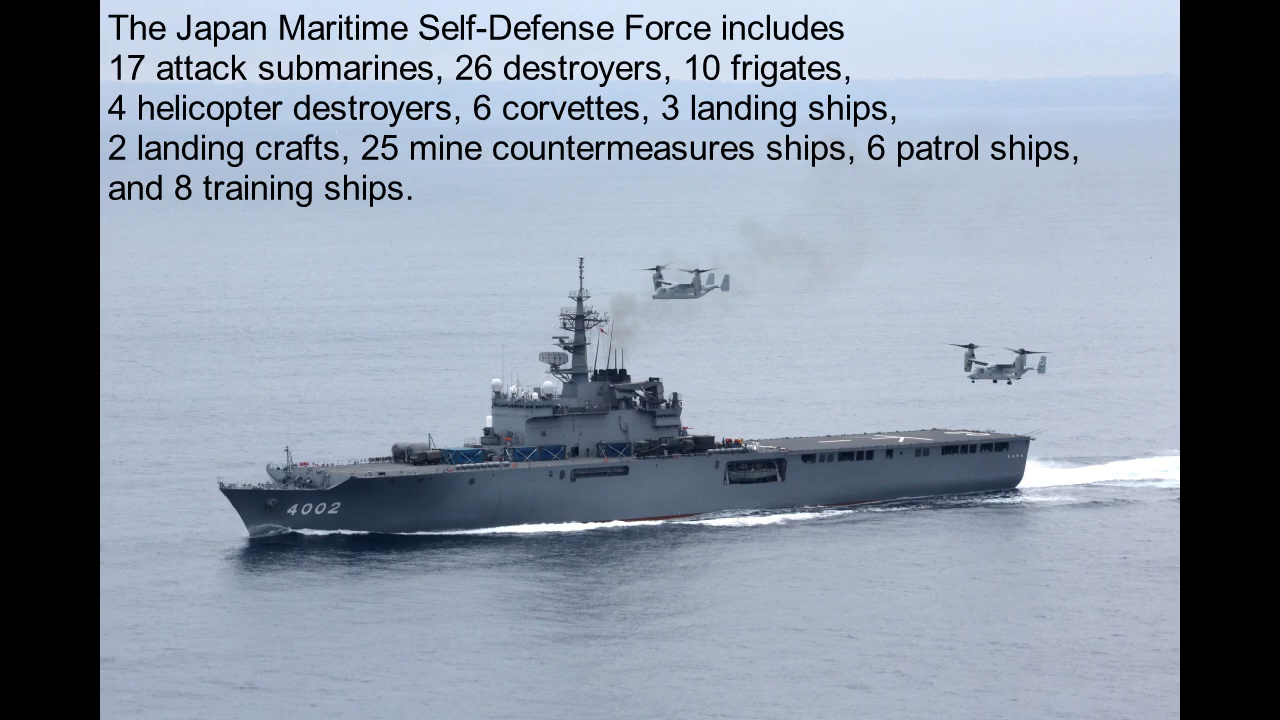 The Japan Maritime Self-Defense Force includes
17 attack submarines, 26 destroyers, 10 frigates,
4 helicopter destroyers, 6 corvettes, 3 landing ships,
2 landing crafts, 25 mine countermeasures ships, 6 patrol ships,
and 8 training ships.
4002